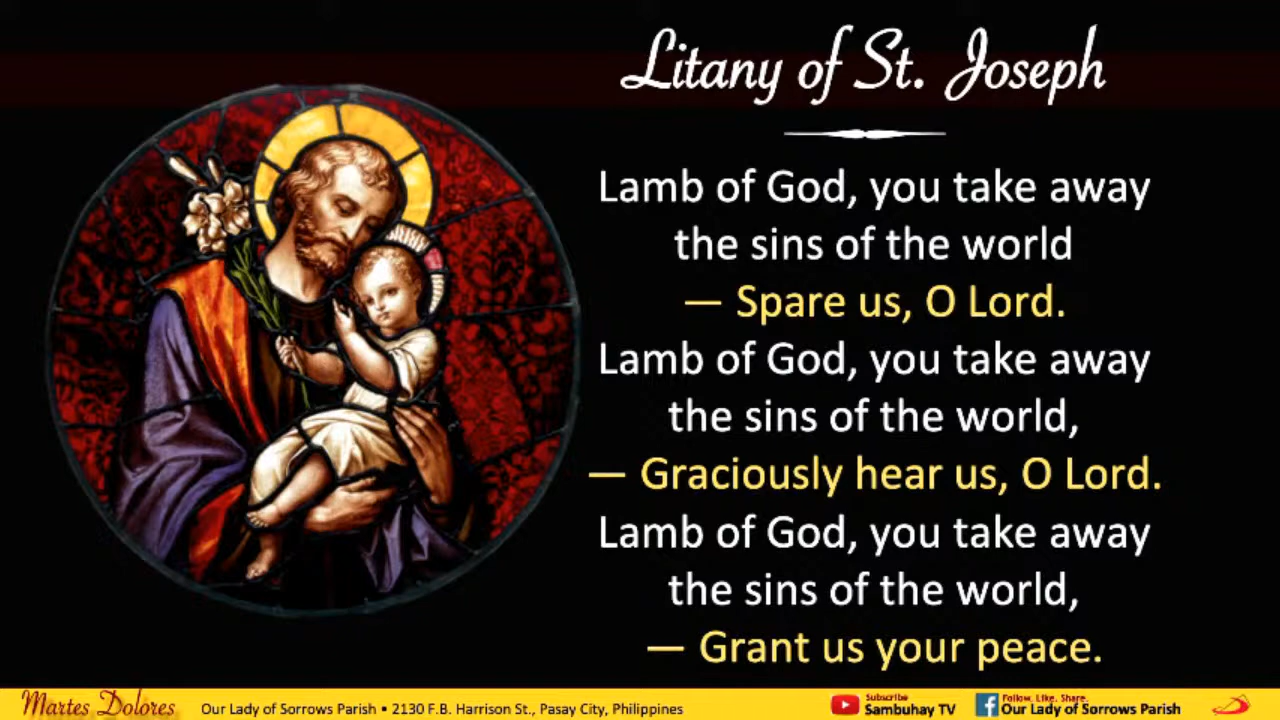 Litany of St. Joseph
Lamb of God, you take away
the sins of the world
— Spare us, O Lord.
Lamb of God, you take away
the sins of the world,
— Graciously hear us, O Lord.
Lamb of God, you take away
the sins of the world,
— Grant us your peace.
Martes Dolores
Our Lady of Sorrows Parish • 2130 F.B. Harrison St., Pasay City, Philippines
Subscribe
Sambuhay TV
Follow. Like. Share.
Our Lady of Sorrows Parish